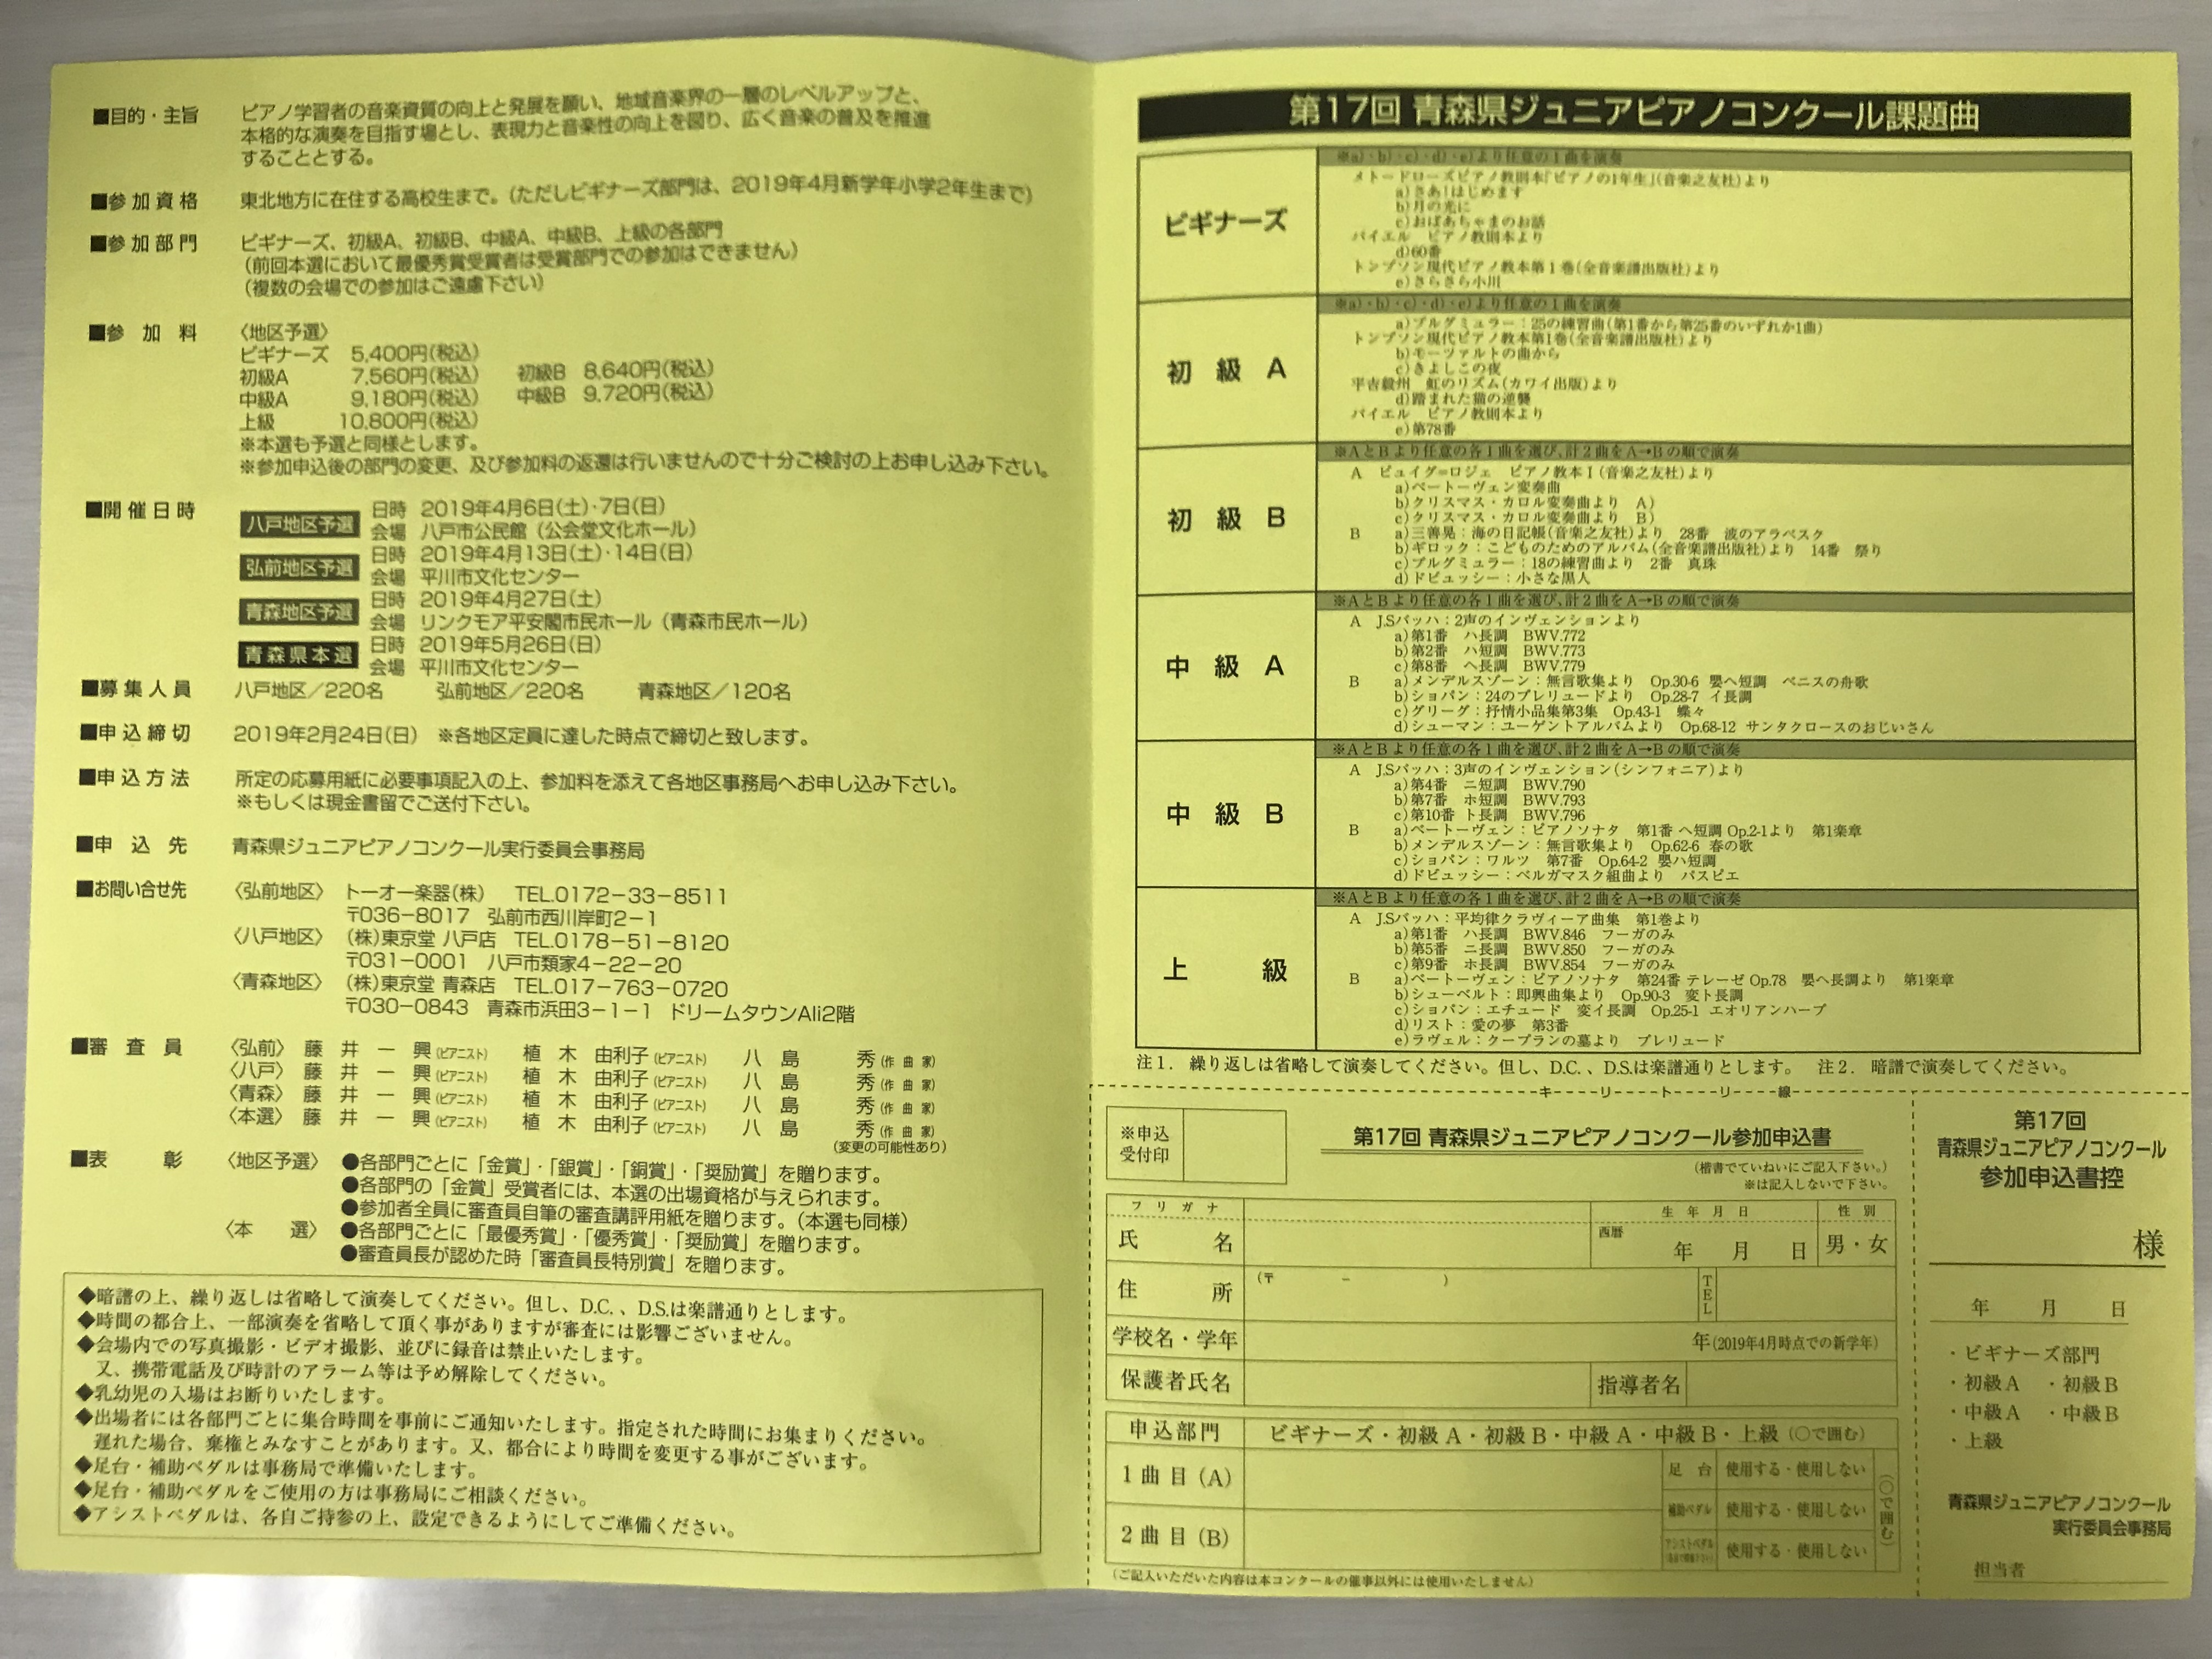 ■目的・主旨 ピアノ学習者の音楽資質の向上と発展を願い、地域音楽界の一層のレベルアップと、
本格的な演奏を目指す場とし、表現力と音楽性の向上を図り、広く音楽の普及を推進
することとする。
■参加資格 東北地方に在住する高校生まで。(ただしビギナーズ部門は、2019年4月新学年小学2年生まで)
■参加部門 ビギナーズ、初級A、初級B、中級A、中級B、上級の各部門
(前回本選において最優秀賞受賞者は受賞部門での参加はできません)
(複数の会場での参加はご遠慮下さい)
■参加料 〈地区予選〉
ビギナーズ 5,400円(税込)
初級A 7,560円(税込) 初級B 8,640円(税込)
中級A 9,180円(税込) 中級B 9,720円(税込)
上級 10,800円(税込)
※本選も予選と同様とします。
※参加申込後の部門の変更、及び参加料の返還は行いませんので十分ご検討の上お申し込み下さい。
■開催日時 八戸地区予選 日時 2019年4月6日(土)・7日(日)
会場 八戸市公民館(公会堂文化ホール)
弘前地区予選 日時 2019年4月13日(土)・14日(日)
会場 平川市文化センター
青森地区予選 日時 2019年4月27日(土)
会場 リンクモア平安閣市民ホール(青森市民ホール)
青森県本選 日時 2019年5月26日(日)
会場 平川市文化センター
■募集人員 八戸地区/220名 弘前地区/220名 青森地区/120名
■申込締切 2019年2月24日(日) ※各地区定員に達した時点で締切と致します。
■申込方法 所定の応募用紙に必要事項記入の上、参加料を添えて各地区事務局へお申し込み下さい。
※もしくは現金書留でご送付下さい。
■申込先 青森県ジュニアピアノコンクール実行委員会事務局
■お問い合せ先 〈弘前地区〉 トーオー楽器(株) TEL.0172-33-8511
〒036-8017 弘前市西川岸町2-1
〈八戸地区〉 (株)東京堂 八戸店 TEL.0178-51-8120
〒031-0001 八戸市類家4-22-20
〈青森地区〉 (株)東京堂 青森店 TEL.017-763-0720
〒030-0843 青森市浜田3-1-1 ドリームタウンAli2階
■審査員 〈弘前〉 藤井一興(ピアニスト) 植木由利子(ピアニスト) 八島秀(作曲家)
〈八戸〉 藤井一興(ピアニスト) 植木由利子(ピアニスト) 八島秀(作曲家)
〈青森〉 藤井一興(ピアニスト) 植木由利子(ピアニスト) 八島秀(作曲家)
〈本選〉 藤井一興(ピアニスト) 植木由利子(ピアニスト) 八島秀(作曲家)
(変更の可能性あり)
■表彰 〈地区予選〉 ●各部門ごとに「金賞」・「銀賞」・「銅賞」・「奨励賞」を贈ります。
●各部門の「金賞」受賞者には、本選の出場資格が与えられます。
●参加者全員に審査員自筆の審査講評用紙を贈ります。(本選も同様)
〈本選〉 ●各部門ごとに「最優秀賞」・「優秀賞」・「奨励賞」を贈ります。
●審査員長が認めた時「審査員長特別賞」を贈ります。
◆暗譜の上、繰り返しは省略して演奏してください。但し、D.C.、D.S.は楽譜通りとします。
◆時間の都合上、一部演奏を省略して頂く事がありますが審査には影響ございません。
◆会場内での写真撮影・ビデオ撮影、並びに録音は禁止いたします。
又、携帯電話及び時計のアラーム等は予め解除してください。
◆乳幼児の入場はお断りいたします。
◆出場者には各部門ごとに集合時間を事前にご通知いたします。指定された時間にお集まりください。
遅れた場合、棄権とみなすことがあります。又、都合により時間を変更する事がございます。
◆足台・補助ペダルは事務局で準備いたします。
◆足台・補助ペダルをご使用の方は事務局にご相談ください。
◆アシストペダルは、各自ご持参の上、設定できるようにしてご準備ください。
第17回 青森県ジュニアピアノコンクール課題曲
ビギナーズ
※a)・b)・c)・d)・e)より任意の1曲を演奏
メトードローズピアノ教則本「ピアノの1年生」(音楽之友社)より
a)さあ!はじめます
b)月の光に
c)おばあちゃまのお話
バイエル ピアノ教則本より
d)60番
トンプソン現代ピアノ教本第1巻(全音楽譜出版社)より
e)さらさら小川
初級A
※a)・b)・c)・d)・e)より任意の1曲を演奏
a)ブルグミュラー:25の練習曲(第1番から第25番のいずれか1曲)
トンプソン現代ピアノ教本第1巻(全音楽譜出版社)より
b)モーツァルトの曲から
c)きよしこの夜
平吉毅州 虹のリズム(カワイ出版)より
d)踏まれた猫の逆襲
バイエル ピアノ教則本より
e)第78番
初級B
※AとBより任意の各1曲を選び、計2曲をA→Bの順で演奏
A ピュイグ=ロジェ ピアノ教本I(音楽之友社)より
a)ベートーヴェン変奏曲
b)クリスマス・カロル変奏曲より A)
c)クリスマス・カロル変奏曲より B)
B a)三善晃:海の日記帳(音楽之友社)より 28番 波のアラベスク
b)ギロック:こどものためのアルバム(全音楽譜出版社)より 14番 祭り
c)ブルグミュラー:18の練習曲より 2番 真珠
d)ドビュッシー:小さな黒人
中級A
※AとBより任意の各1曲を選び、計2曲をA→Bの順で演奏
A J.Sバッハ:2声のインヴェンションより
a)第1番 ハ長調 BWV.772
b)第2番 ハ短調 BWV.773
c)第8番 ヘ長調 BWV.779
B a)メンデルスゾーン:無言歌集より Op.30-6 嬰ヘ短調 ベニスの舟歌
b)ショパン:24のプレリュードより Op.28-7 イ長調
c)グリーグ:抒情小品集第3集 Op.43-1 蝶々
d)シューマン:ユーゲントアルバムより Op.68-12 サンタクロースのおじいさん
中級B
※AとBより任意の各1曲を選び、計2曲をA→Bの順で演奏
A J.Sバッハ:3声のインヴェンション(シンフォニア)より
a)第4番 ニ短調 BWV.790
b)第7番 ホ短調 BWV.793
c)第10番 ト長調 BWV.796
B a)ベートーヴェン:ピアノソナタ 第1番 ヘ短調 Op.2-1より 第1楽章
b)メンデルスゾーン:無言歌集より Op.62-6 春の歌
c)ショパン:ワルツ 第7番 Op.64-2 嬰ハ短調
d)ドビュッシー:ベルガマスク組曲より パスピエ
上級
※AとBより任意の各1曲を選び、計2曲をA→Bの順で演奏
A J.Sバッハ:平均律クラヴィーア曲集 第1巻より
a)第1番 ハ長調 BWV.846 フーガのみ
b)第5番 ニ長調 BWV.850 フーガのみ
c)第9番 ホ長調 BWV.854 フーガのみ
B a)ベートーヴェン:ピアノソナタ 第24番 テレーゼ Op.78 嬰ヘ長調より 第1楽章
b)シューベルト:即興曲集より Op.90-3 変ト長調
c)ショパン:エチュード 変イ長調 Op.25-1 エオリアンハープ
d)リスト:愛の夢 第3番
e)ラヴェル:クープランの墓より プレリュード
注1. 繰り返しは省略して演奏してください。但し、D.C.、D.S.は楽譜通りとします。 注2. 暗譜で演奏してください。
キーリートーリー線
※申込
受付印
第17回 青森県ジュニアピアノコンクール参加申込書
(楷書でていねいにご記入下さい。)
※は記入しないで下さい。
フリガナ 生年月日 性別
氏名 西暦 年 月 日 男・女
住所 (〒 - ) TEL
学校名・学年 年(2019年4月時点での新学年)
保護者氏名 指導者名
申込部門 ビギナーズ・初級A・初級B・中級A・中級B・上級(○で囲む)
1曲目(A) 足台 使用する・使用しない
補助ペダル 使用する・使用しない
2曲目(B) アシストペダル 使用する・使用しない
(○で囲む)
(ご記入いただいた内容は本コンクールの催事以外には使用いたしません)
第17回
青森県ジュニアピアノコンクール
参加申込書控
様
年 月 日
・ビギナーズ部門
・初級A ・初級B
・中級A ・中級B
・上級
青森県ジュニアピアノコンクール
実行委員会事務局
担当者